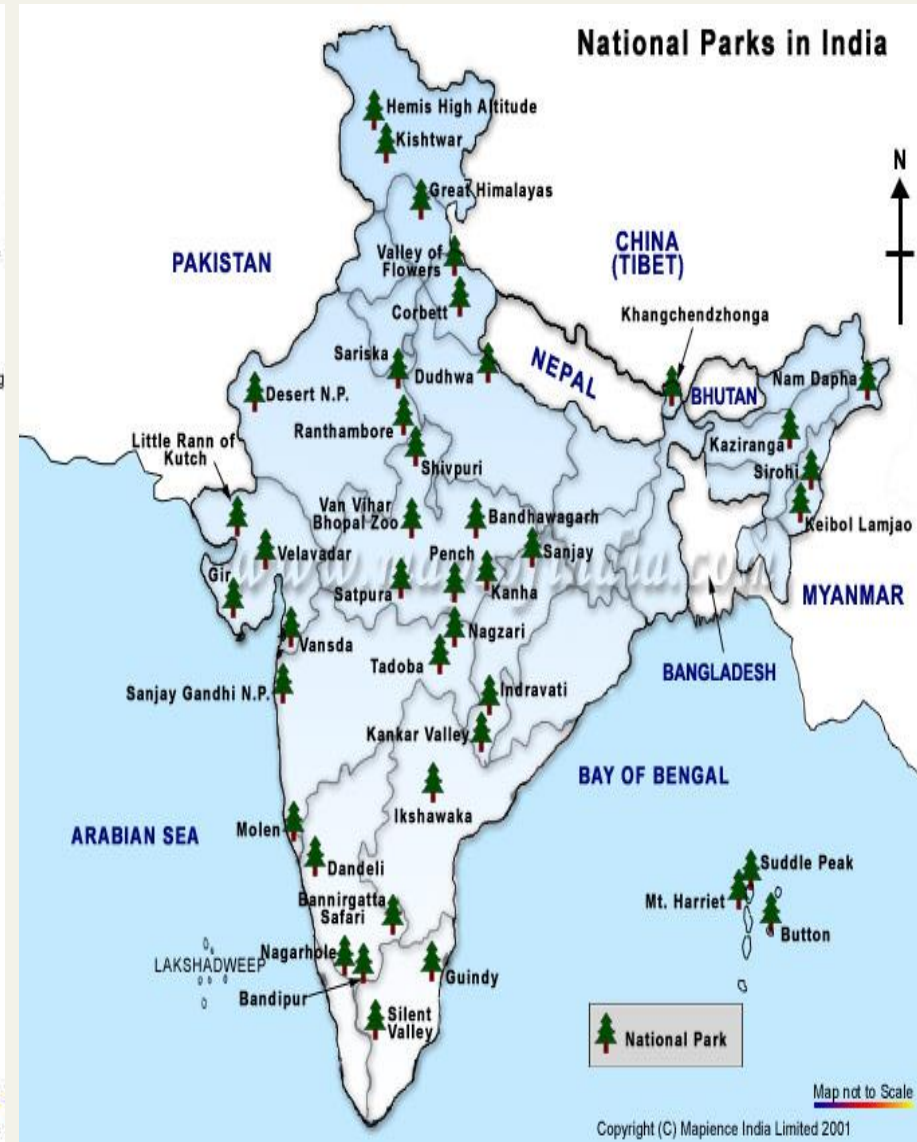 National Parks in India
Hemis High Altitude
Kishtwar
N
Great Himalayas
CHINA
(TIBET)
PAKISTAN
Valley of
Flowers
Corbett
Khangchendzhonga
Sariska
Dudhwa
NEPAL
BHUTAN
Nam Dapha
Desert N.P.
Ranthambore
Kaziranga
Little Rann of
Kutch
Shivpuri
Sirohi
Van Vihar
Bhopal Zoo
Bandhawagarh
Keibol Lamjao
Velavadar
Pench
Sanjay
www.mapsofindia.com
Gir
Satpura
Kanha
MYANMAR
Nagzari
Vansda
Tadoba
BANGLADESH
Sanjay Gandhi N.P.
Indravati
Kankar Valley
BAY OF BENGAL
Ikshawaka
Molen
ARABIAN SEA
Dandeli
Suddle Peak
Bannirgatta
Safari
Mt. Harriet
Button
Nagarhole
LAKSHADWEEP
Guindy
Bandipur
Silent
Valley
National Park
Map not to Scale
Copyright (C) Mapience India Limited 2001